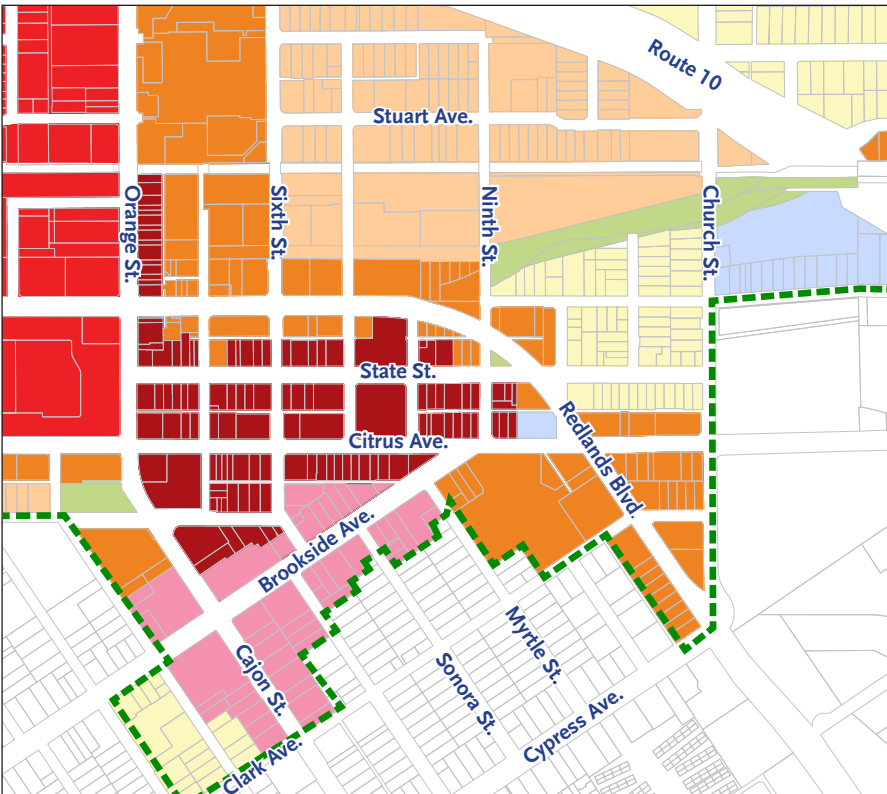 Route 10
Stuart Ave.
Orange St.
Sixth St.
Ninth St.
Church St.
State St.
Citrus Ave.
Redlands Blvd.
Brookside Ave.
Cajon St.
Sonora St.
Myrtle St.
Cypress Ave.
Clark Ave.